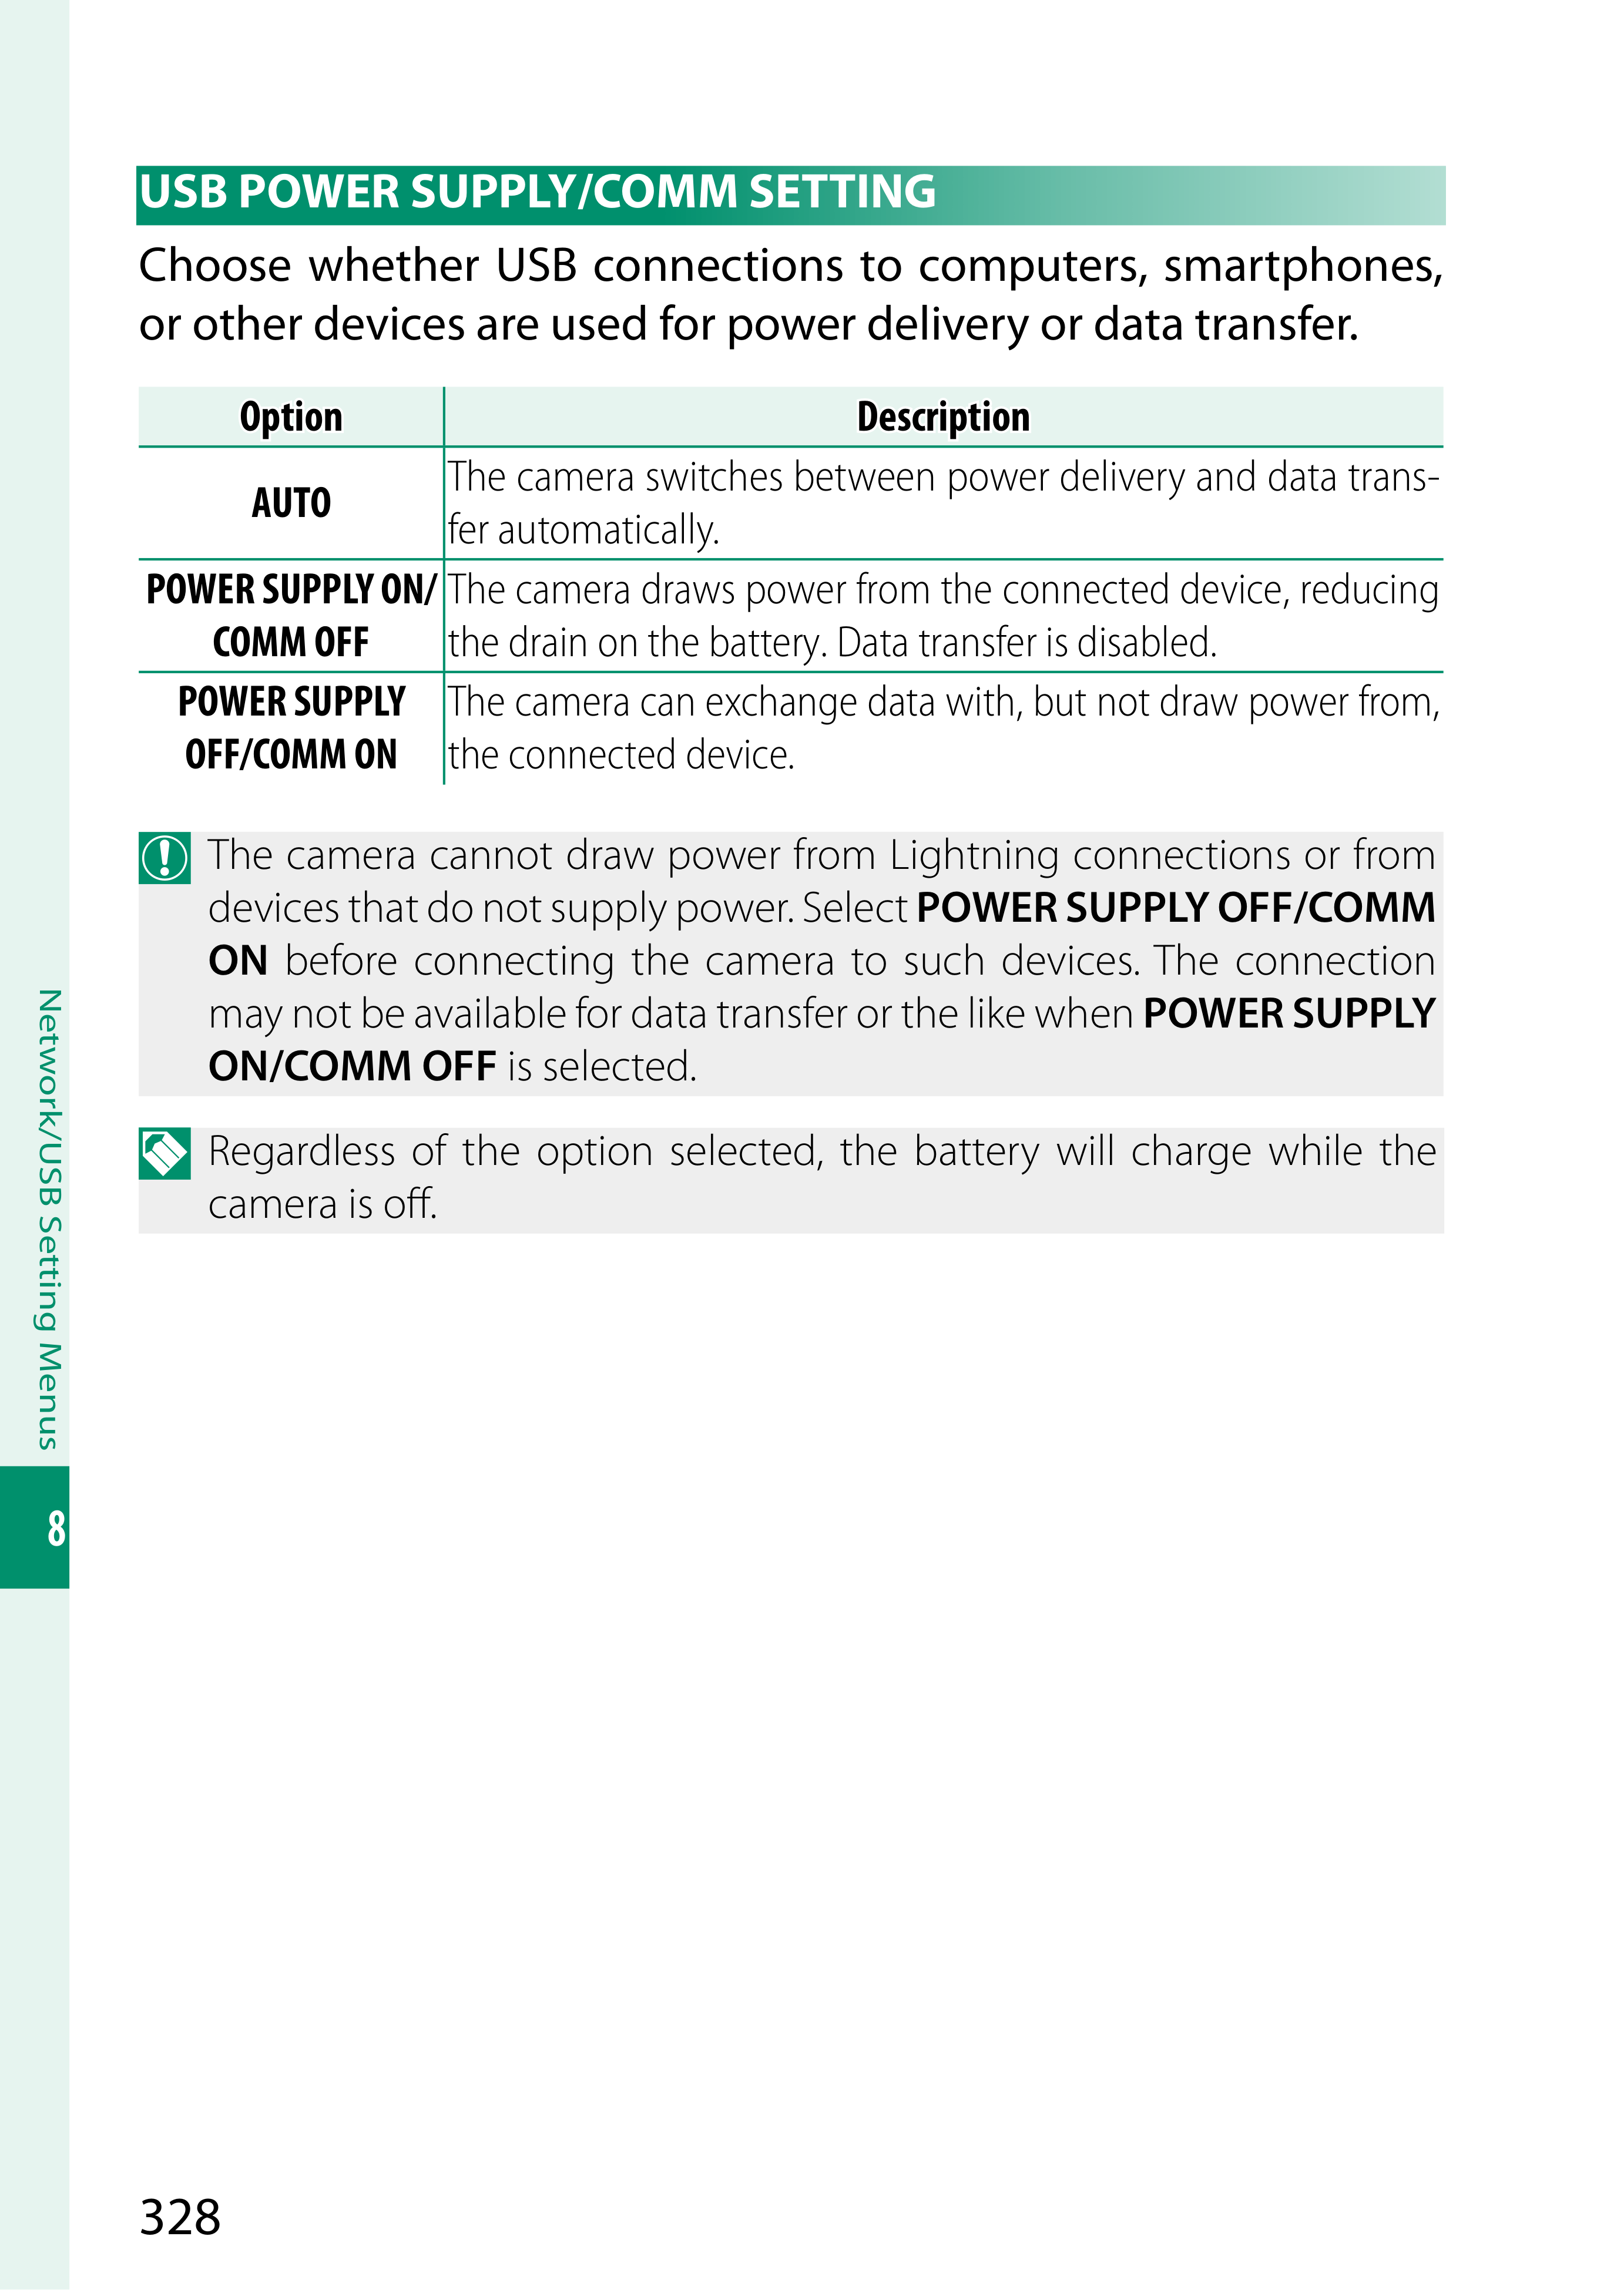 USB POWER SUPPLY/COMM SETTING
Choose whether USB connections to computers, smartphones,
or other devices are used for power delivery or data transfer.
Option Description
AUTO
The camera switches between power delivery and data trans-
fer automatically.
POWER SUPPLY ON/
COMM OFF
The camera draws power from the connected device, reducing
the drain on the battery. Data transfer is disabled.
POWER SUPPLY
OFF/COMM ON
The camera can exchange data with, but not draw power from,
the connected device.
The camera cannot draw power from Lightning connections or from
devices that do not supply power. Select POWER SUPPLY OFF/COMM
ON before connecting the camera to such devices. The connection
may not be available for data transfer or the like when POWER SUPPLY
ON/COMM OFF is selected.
Regardless of the option selected, the battery will charge while the
camera is off.
Network/USB Setting Menus
8
328